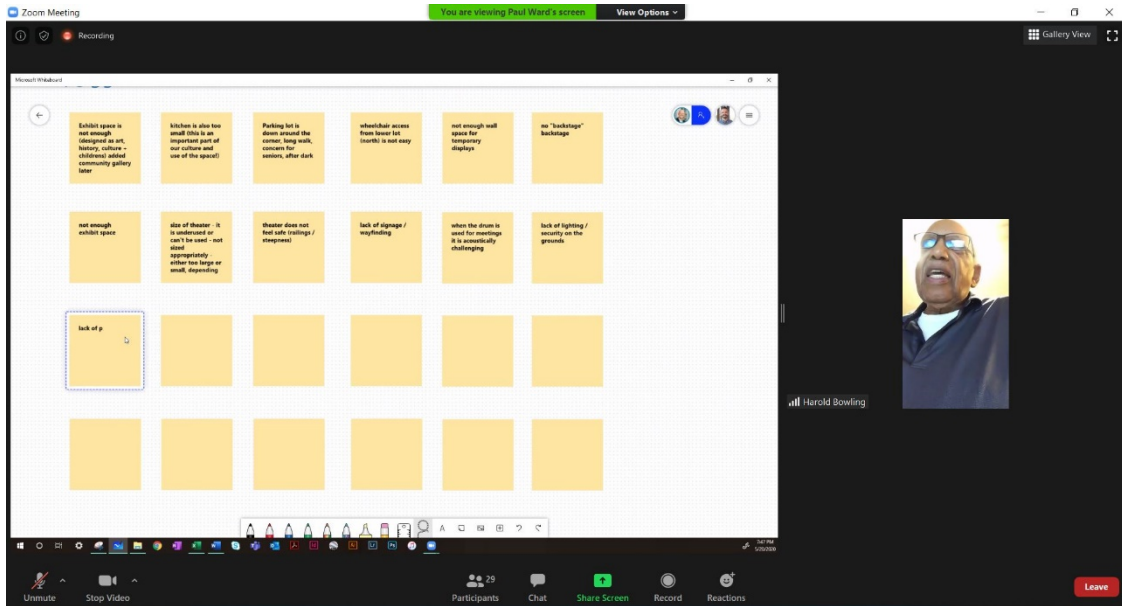 Zoom Meeting
You are viewing Paul Ward's screen
View Options
Recording
Gallery View
Microsoft Whiteboard
Exhibit space is
not enough
(designed as art,
history, culture –
childrens) added
community gallery
later
kitchen is also too
small (this is an
important part of
our culture and
use of the space!)
Parking lot is
down around the
corner, long walk,
concern for
seniors, after dark
wheelchair access
from lower lot
(north) is not easy
not enough wall
space for
temporary
displays
no "backstage"
backstage
not enough
exhibit space
size of theater - it
is underused or
can't be used - not
sized
appropriately -
either too large or
small, depending
theater does not
feel safe (railings /
steepness)
lack of signage /
wayfinding
when the drum is
used for meetings
it is acoustically
challenging
lack of lighting /
security on the
grounds
lack of p
Harold Bowling
3:47 PM
5/20/2020
Unmute
Stop Video
29
Participants
Chat
Share Screen
Record
Reactions
Leave